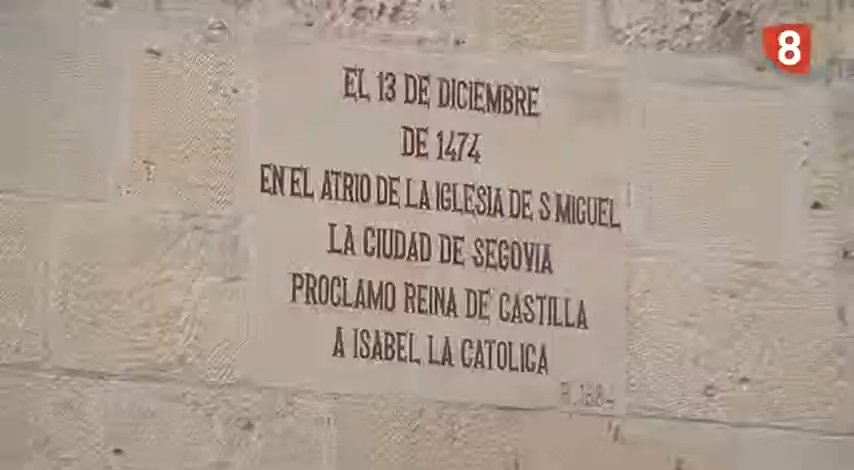 8
EL 13 DE DICIEMBRE
DE 1474
EN EL ATRIO DE LA IGLESIA DE S MIGUEL
LA CIUDAD DE SEGOVIA
PROCLAMO REINA DE CASTILLA
A ISABEL LA CATOLICA